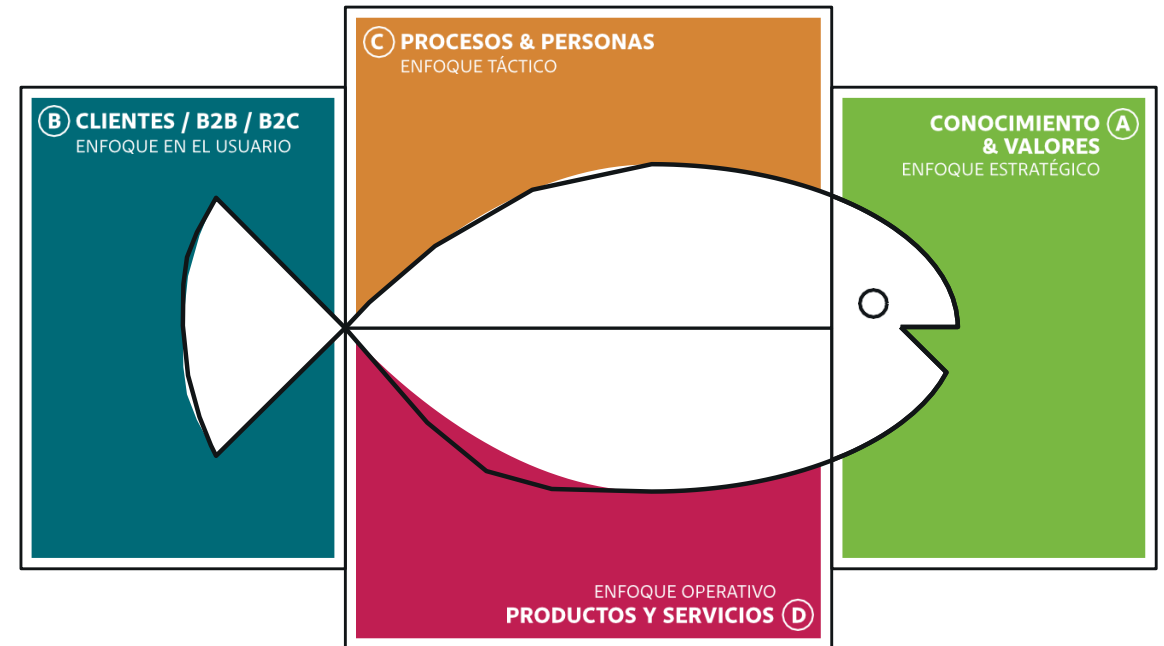 C PROCESOS & PERSONAS
ENFOQUE TÁCTICO
B CLIENTES / B2B / B2C
ENFOQUE EN EL USUARIO
CONOCIMIENTO A
& VALORES
ENFOQUE ESTRATÉGICO
ENFOQUE OPERATIVO
PRODUCTOS Y SERVICIOS D